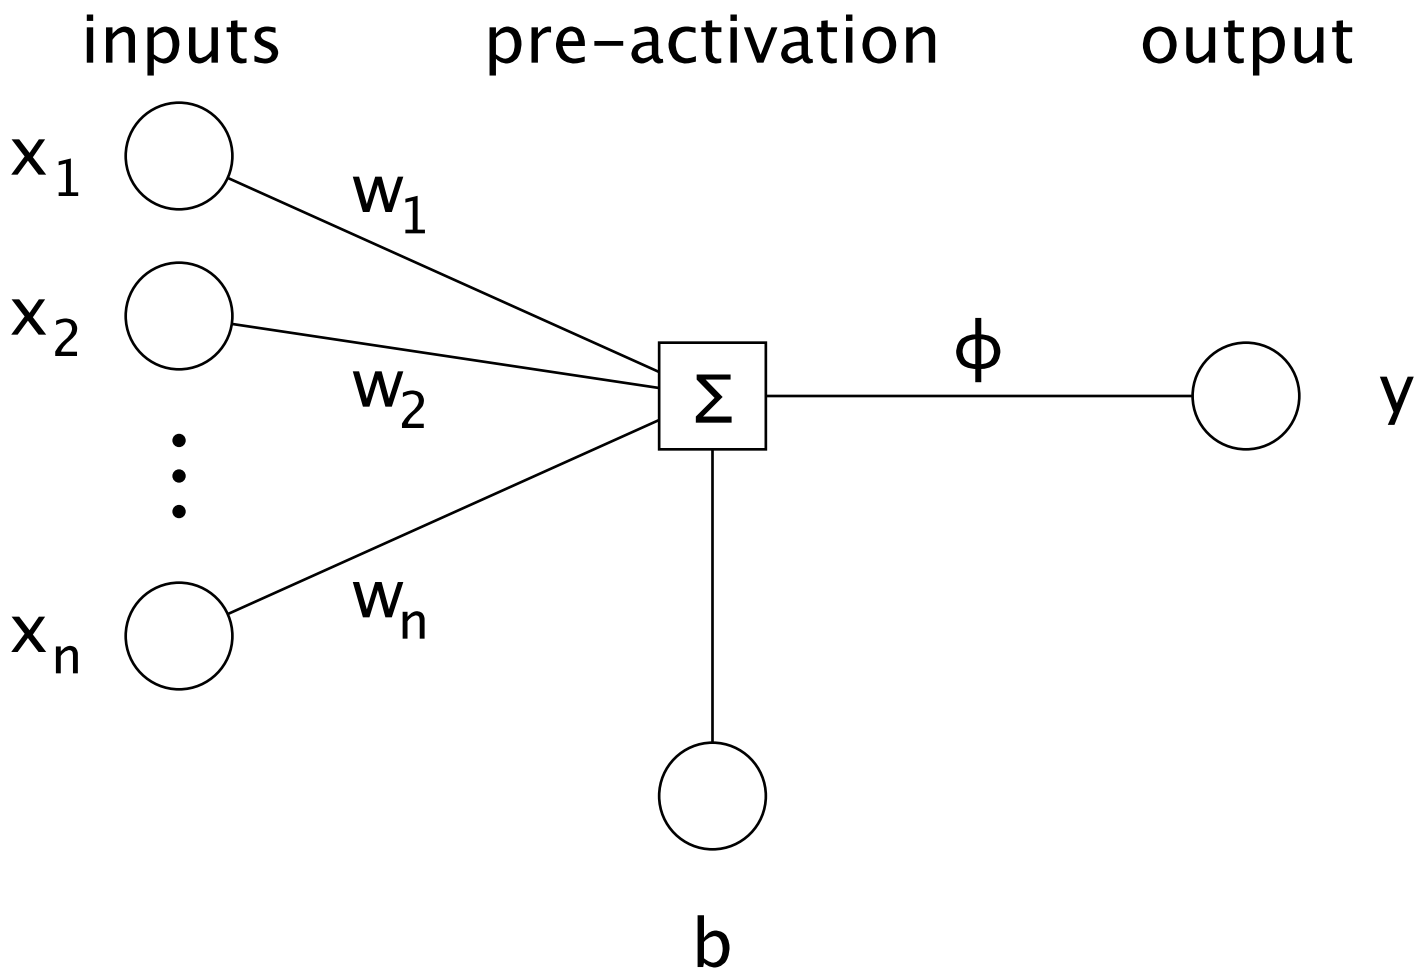 inputs pre-activation output
x1 w1
x2 w2
Σ ϕ y
xn wn
b